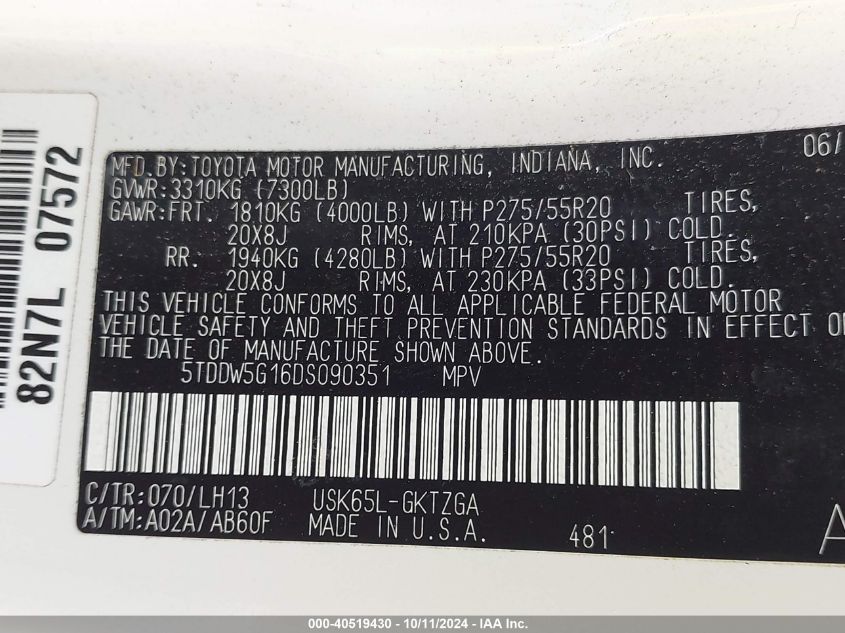 82N7L 07572
MFD.BY:TOYOTA MOTOR MANUFACTURING, INDIANA, INC. 06/
GVWR:3310KG (7300LB)
GAWR:FRT. 1810KG (4000LB) WITH P275/55R20 TIRES,
20X8J RIMS, AT 210KPA (30PSI) COLD.
RR. 1940KG (4280LB) WITH P275/55R20 TIRES,
20X8J RIMS, AT 230KPA (33PSI) COLD.
THIS VEHICLE CONFORMS TO ALL APPLICABLE FEDERAL MOTOR
VEHICLE SAFETY AND THEFT PREVENTION STANDARDS IN EFFECT O
THE DATE OF MANUFACTURE SHOWN ABOVE.
5TDDW5G16DS090351 MPV
C/TR:070/LH13 USK65L-GKTZGA
A/TM:A02A/AB60F MADE IN U.S.A. 481 A
000-40519430 - 10/11/2024 - IAA Inc.